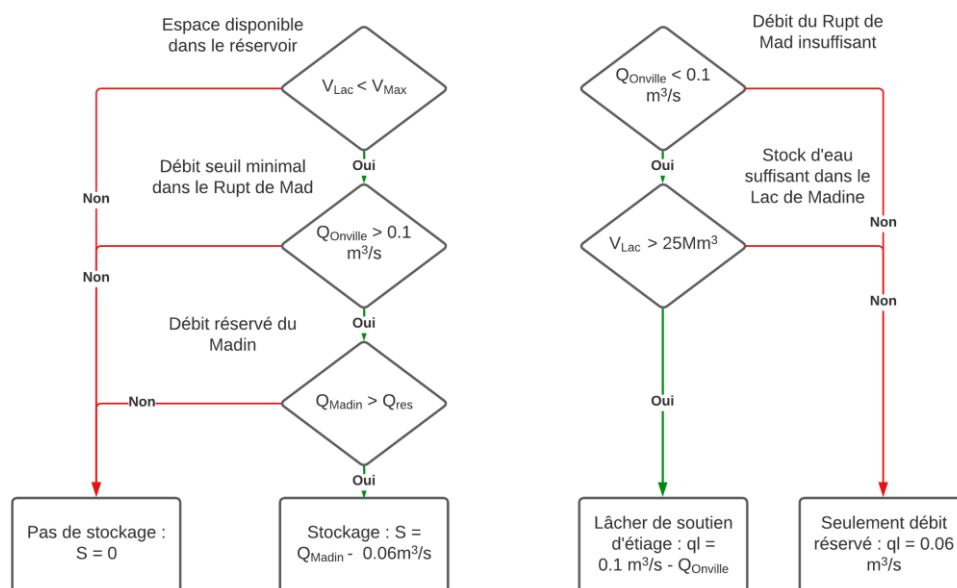 Espace disponible
dans le réservoir
V_Lac < V_Max
Oui
Débit seuil minimal
dans le Rupt de Mad
Non
Q_Onville > 0.1
m³/s
Non
Oui
Débit réservé du
Madin
Q_Madin > Q_res
Non
Oui
Pas de stockage :
S = 0
Stockage : S =
Q_Madin - 0.06m³/s
Débit du Rupt de
Mad insuffisant
Q_Onville < 0.1
m³/s
Oui
Stock d'eau
suffisant dans le
Lac de Madine
Non
V_Lac > 25Mm³
Non
Oui
Lâcher de soutien
d'étiage : ql =
0.1 m³/s - Q_Onville
Seulement débit
réservé : ql = 0.06
m³/s